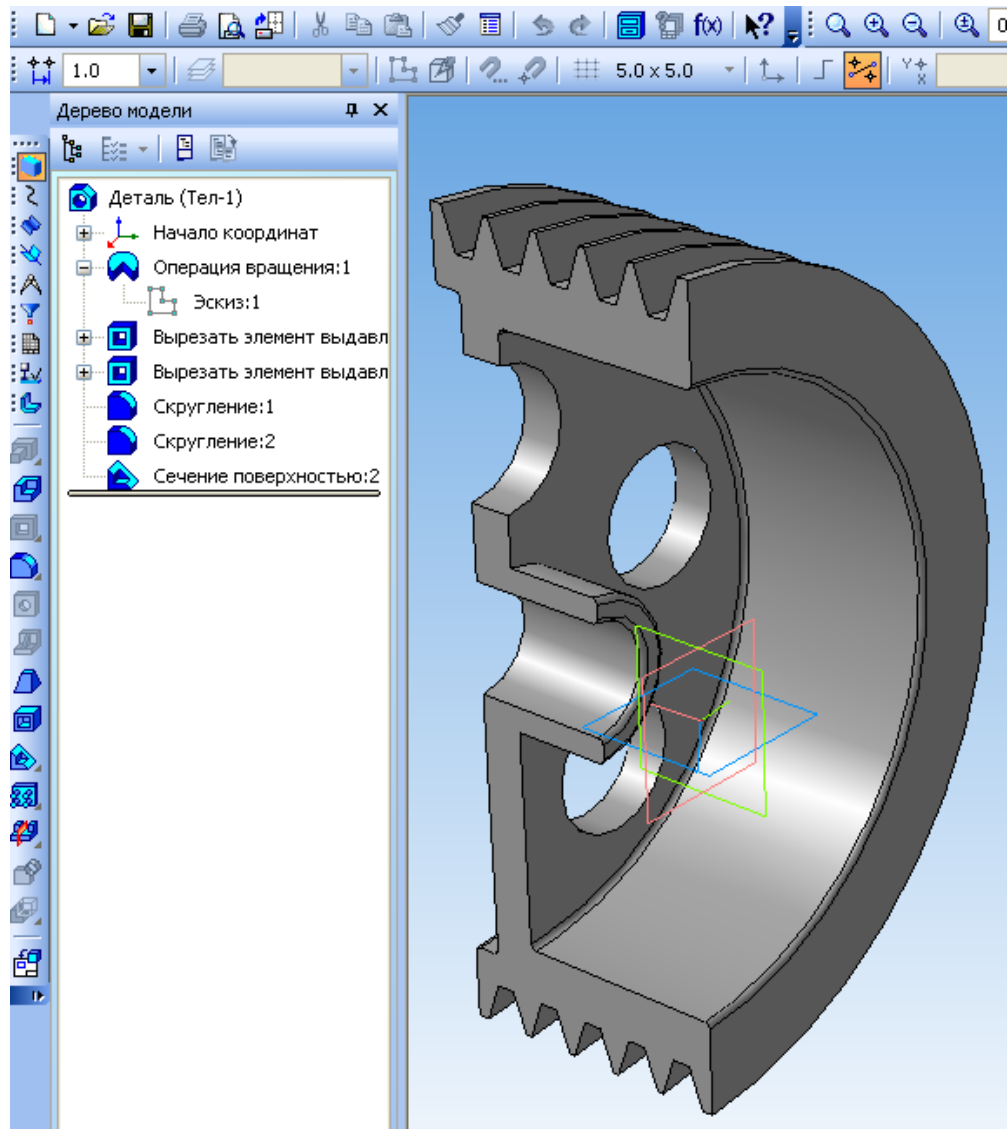 f(x) ? 0
1.0 5.0 x 5.0 Y X
Дерево модели
Деталь (Тел-1)
Начало координат
Операция вращения:1
Эскиз:1
Вырезать элемент выдавл
Вырезать элемент выдавл
Скругление:1
Скругление:2
Сечение поверхностью:2